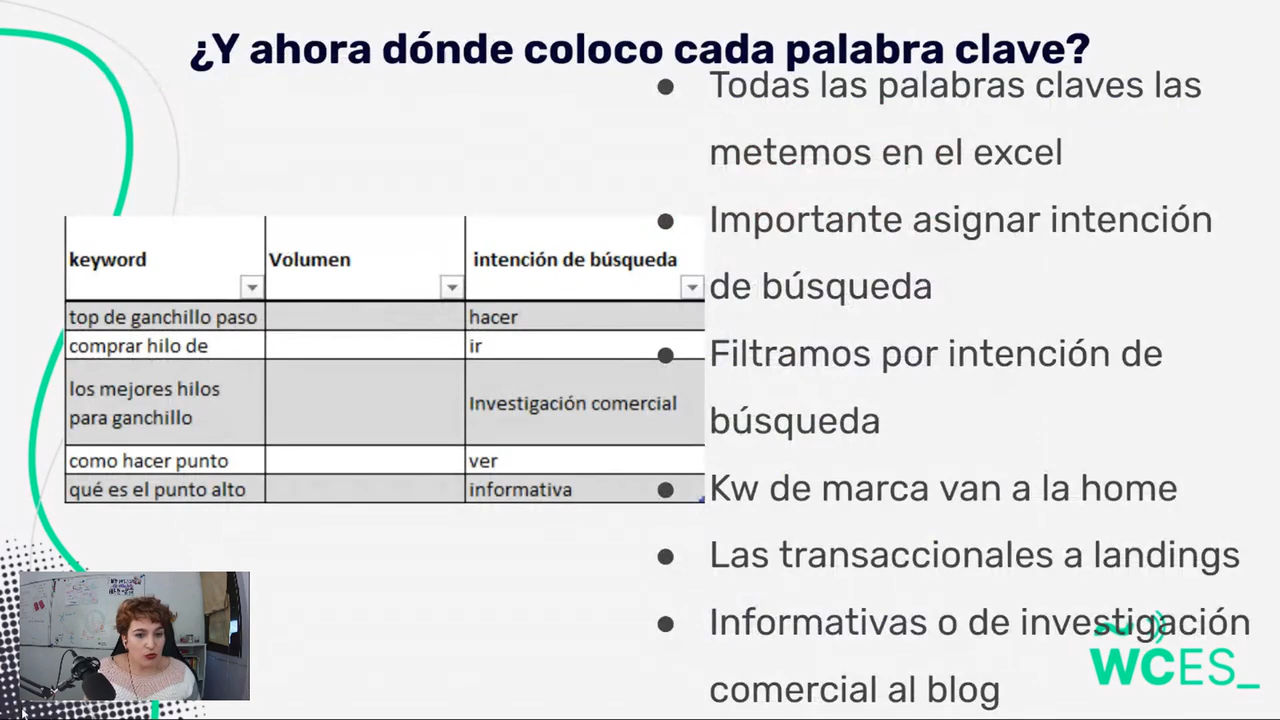 ¿Y ahora dónde coloco cada palabra clave?
keyword
Volumen
intención de búsqueda
top de ganchillo paso
hacer
comprar hilo de
ir
los mejores hilos
para ganchillo
Investigación comercial
como hacer punto
ver
qué es el punto alto
informativa
● Todas las palabras claves las
metemos en el excel
● Importante asignar intención
de búsqueda
● Filtramos por intención de
búsqueda
● Kw de marca van a la home
● Las transaccionales a landings
● Informativas o de investigación
comercial al blog
WCES_